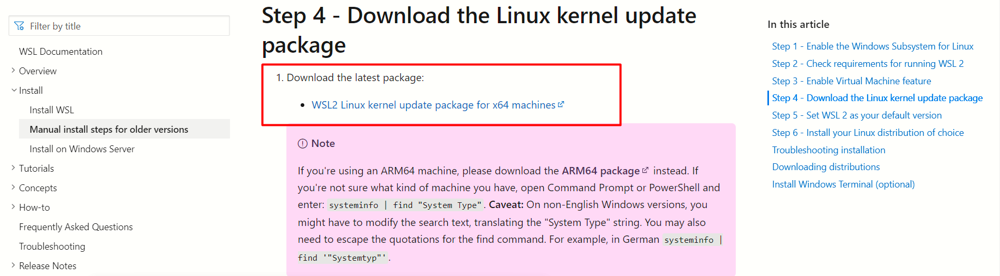 Filter by title
WSL Documentation
Overview
Install
Install WSL
Manual install steps for older versions
Install on Windows Server
Tutorials
Concepts
How-to
Frequently Asked Questions
Troubleshooting
Release Notes
Step 4 - Download the Linux kernel update
package
1. Download the latest package:
• WSL2 Linux kernel update package for x64 machines
Note
If you're using an ARM64 machine, please download the ARM64 package instead. If
you're not sure what kind of machine you have, open Command Prompt or PowerShell and
enter: systeminfo | find "System Type". Caveat: On non-English Windows versions, you
might have to modify the search text, translating the "System Type" string. You may also
need to escape the quotations for the find command. For example, in German systeminfo |
find '"Systemtyp"'.
In this article
Step 1 - Enable the Windows Subsystem for Linux
Step 2 - Check requirements for running WSL 2
Step 3 - Enable Virtual Machine feature
Step 4 - Download the Linux kernel update package
Step 5 - Set WSL 2 as your default version
Step 6 - Install your Linux distribution of choice
Troubleshooting installation
Downloading distributions
Install Windows Terminal (optional)